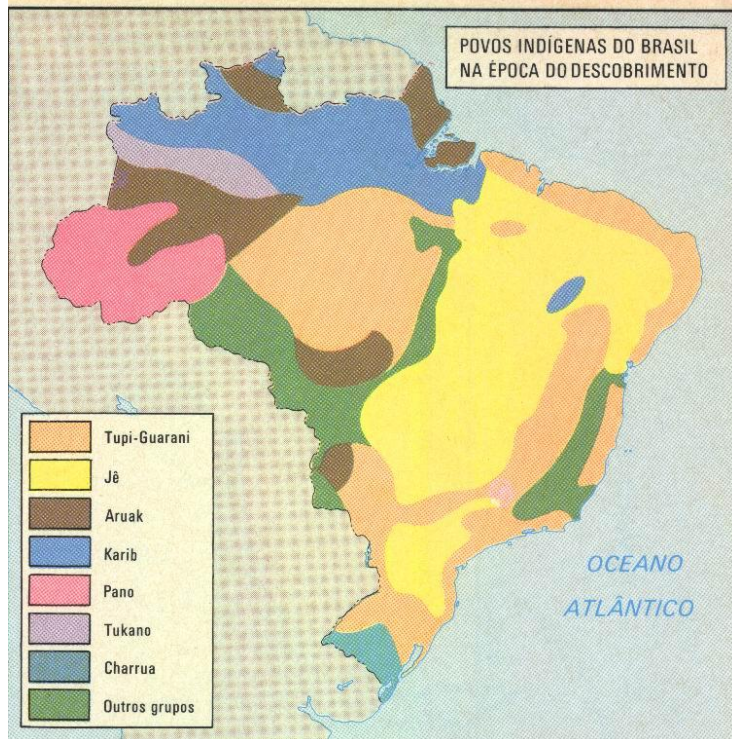 POVOS INDÍGENAS DO BRASIL
NA ÉPOCA DO DESCOBRIMENTO
Tupi-Guarani
Jê
Aruak
Karib
Pano
Tukano
Charrua
Outros grupos
OCEANO
ATLÂNTICO